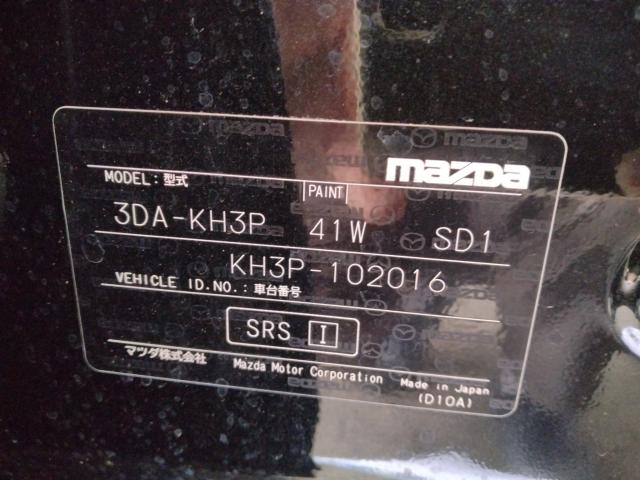 mazda
MODEL: 型式
PAINT
3DA-KH3P 41W SD1
KH3P-102016
VEHICLE ID.NO.: 車台番号
SRS I
マツダ株式会社 Mazda Motor Corporation Made in Japan
(D10A)